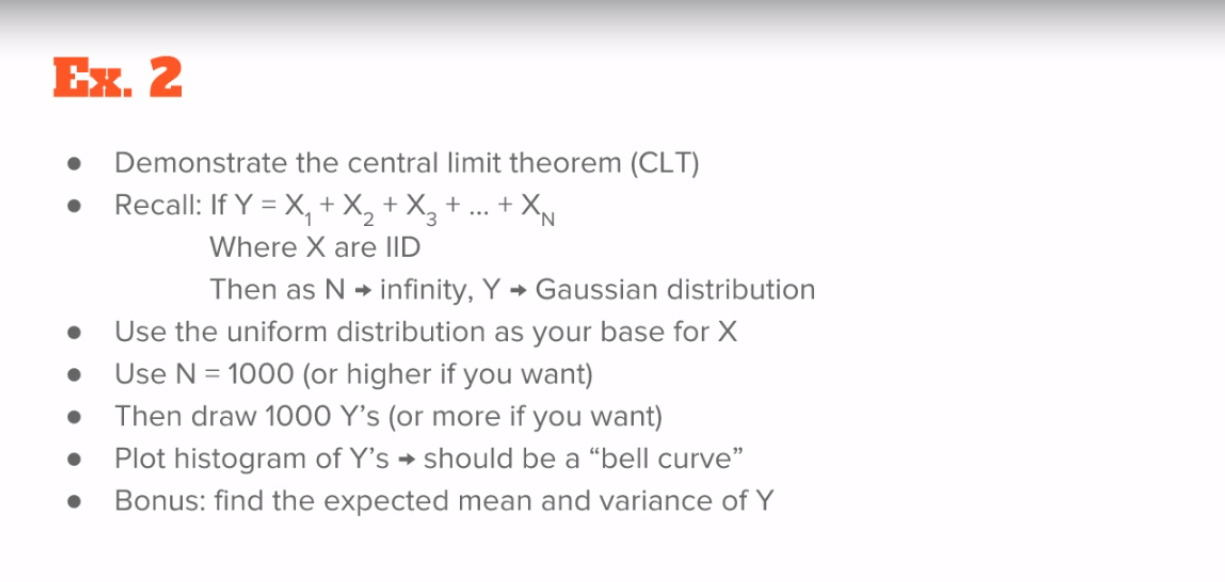 Ex. 2
● Demonstrate the central limit theorem (CLT)
● Recall: If Y = X₁ + X₂ + X₃ + ... + X_N
Where X are IID
Then as N → infinity, Y → Gaussian distribution
● Use the uniform distribution as your base for X
● Use N = 1000 (or higher if you want)
● Then draw 1000 Y’s (or more if you want)
● Plot histogram of Y’s → should be a “bell curve”
● Bonus: find the expected mean and variance of Y